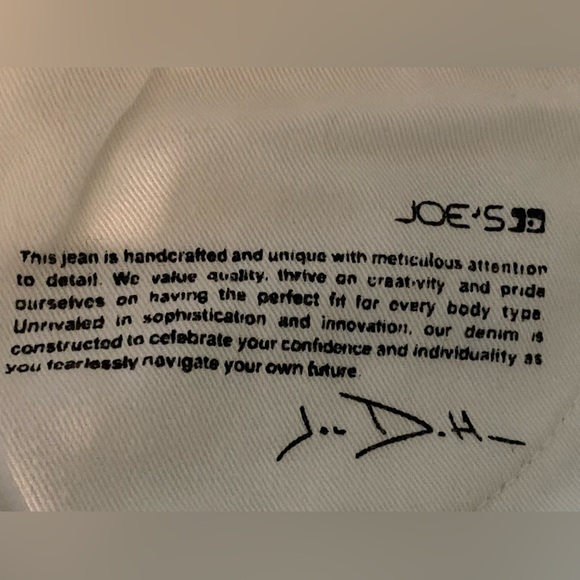 JOE'S
This jean is handcrafted and unique with meticulous attention
to detail. We value quality, thrive on creativity and pride
ourselves on having the perfect fit for every body type.
Unrivaled in sophistication and innovation, our denim is
constructed to celebrate your confidence and individuality as
you fearlessly navigate your own future.
Joe D.H